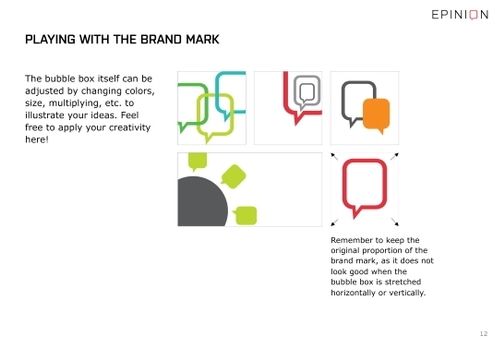 EPINION
PLAYING WITH THE BRAND MARK
The bubble box itself can be
adjusted by changing colors,
size, multiplying, etc. to
illustrate your ideas. Feel
free to apply your creativity
here!
Remember to keep the
original proportion of the
brand mark, as it does not
look good when the
bubble box is stretched
horizontally or vertically.
12